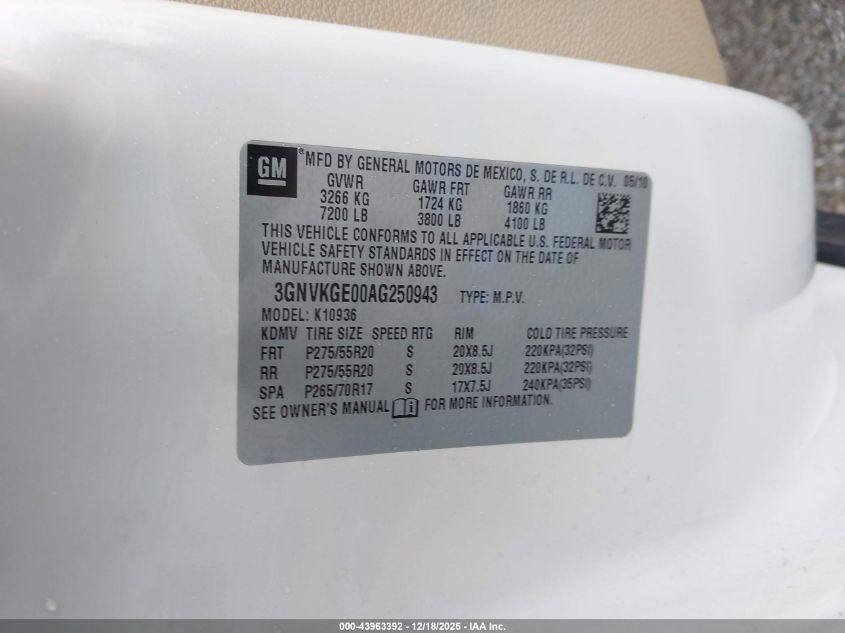 GM
® MFD BY GENERAL MOTORS DE MEXICO, S. DE R.L. DE C.V. 05/10
GVWR GAWR FRT GAWR RR
3266 KG 1724 KG 1860 KG
7200 LB 3800 LB 4100 LB
THIS VEHICLE CONFORMS TO ALL APPLICABLE U.S. FEDERAL MOTOR
VEHICLE SAFETY STANDARDS IN EFFECT ON THE DATE OF
MANUFACTURE SHOWN ABOVE.
3GNVKGE00AG250943 TYPE: M.P.V.
MODEL: K10936
KDMV TIRE SIZE SPEED RTG RIM COLD TIRE PRESSURE
FRT P275/55R20 S 20X8.5J 220KPA(32PSI)
RR P275/55R20 S 20X8.5J 220KPA(32PSI)
SPA P265/70R17 S 17X7.5J 240KPA(35PSI)
SEE OWNER'S MANUAL FOR MORE INFORMATION.
000-43963392 - 12/18/2025 - IAA Inc.